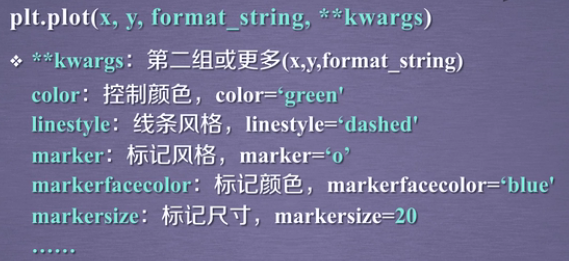 plt.plot(x, y, format_string, **kwargs)
❖ **kwargs：第二组或更多(x,y,format_string)
color：控制颜色，color=‘green'
linestyle：线条风格，linestyle=‘dashed'
marker：标记风格，marker=‘o’
markerfacecolor：标记颜色，markerfacecolor=‘blue'
markersize：标记尺寸，markersize=20
……